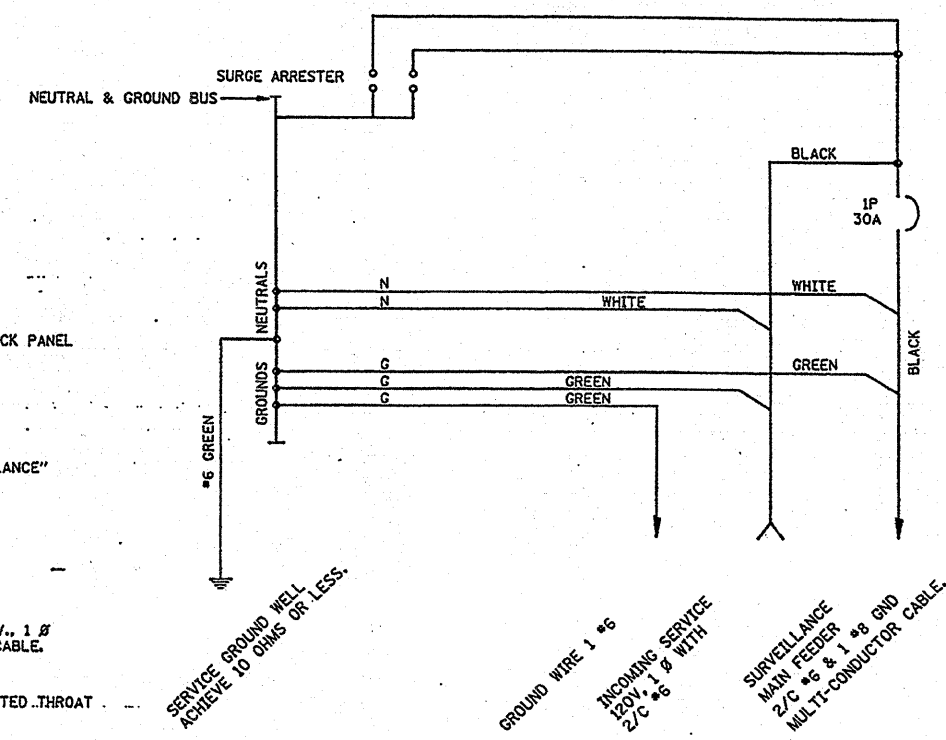 SURGE ARRESTER
NEUTRAL & GROUND BUS
BLACK
1P
30A
NEUTRALS
N
WHITE
N
WHITE
CK PANEL
BLACK
GROUNDS
G
GREEN
G
GREEN
G
GREEN
#6 GREEN
LANCE"
V., 1 Ø
CABLE.
TED THROAT
SERVICE GROUND WELL
ACHIEVE 10 OHMS OR LESS.
GROUND WIRE 1 #6
INCOMING SERVICE
120V, 1 Ø WITH
2/C #6
SURVEILLANCE
MAIN FEEDER
2/C #6 & 1 #8 GND
MULTI-CONDUCTOR CABLE.